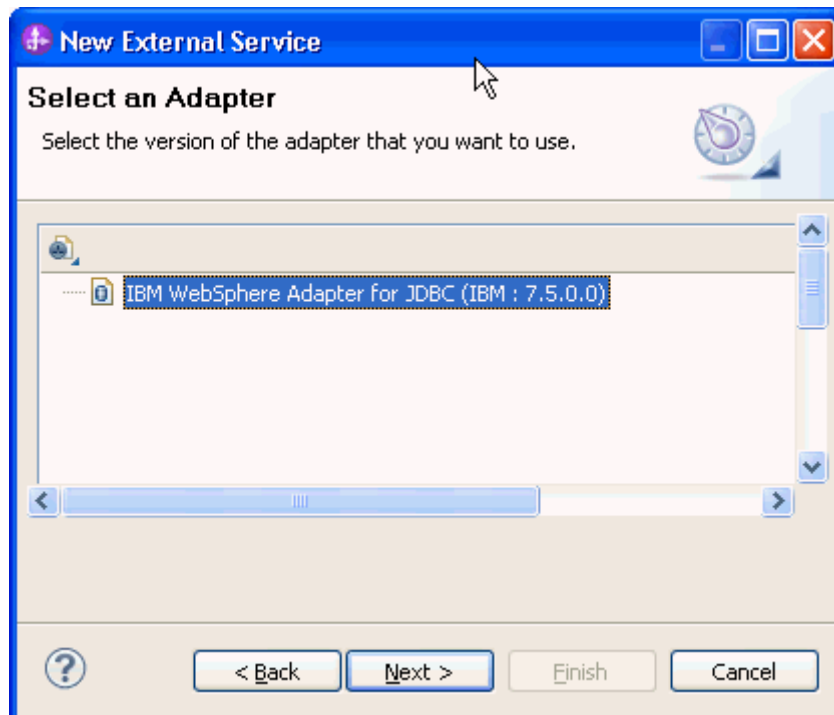 New External Service
Select an Adapter
Select the version of the adapter that you want to use.
IBM WebSphere Adapter for JDBC (IBM : 7.5.0.0)
? < Back Next > Finish Cancel